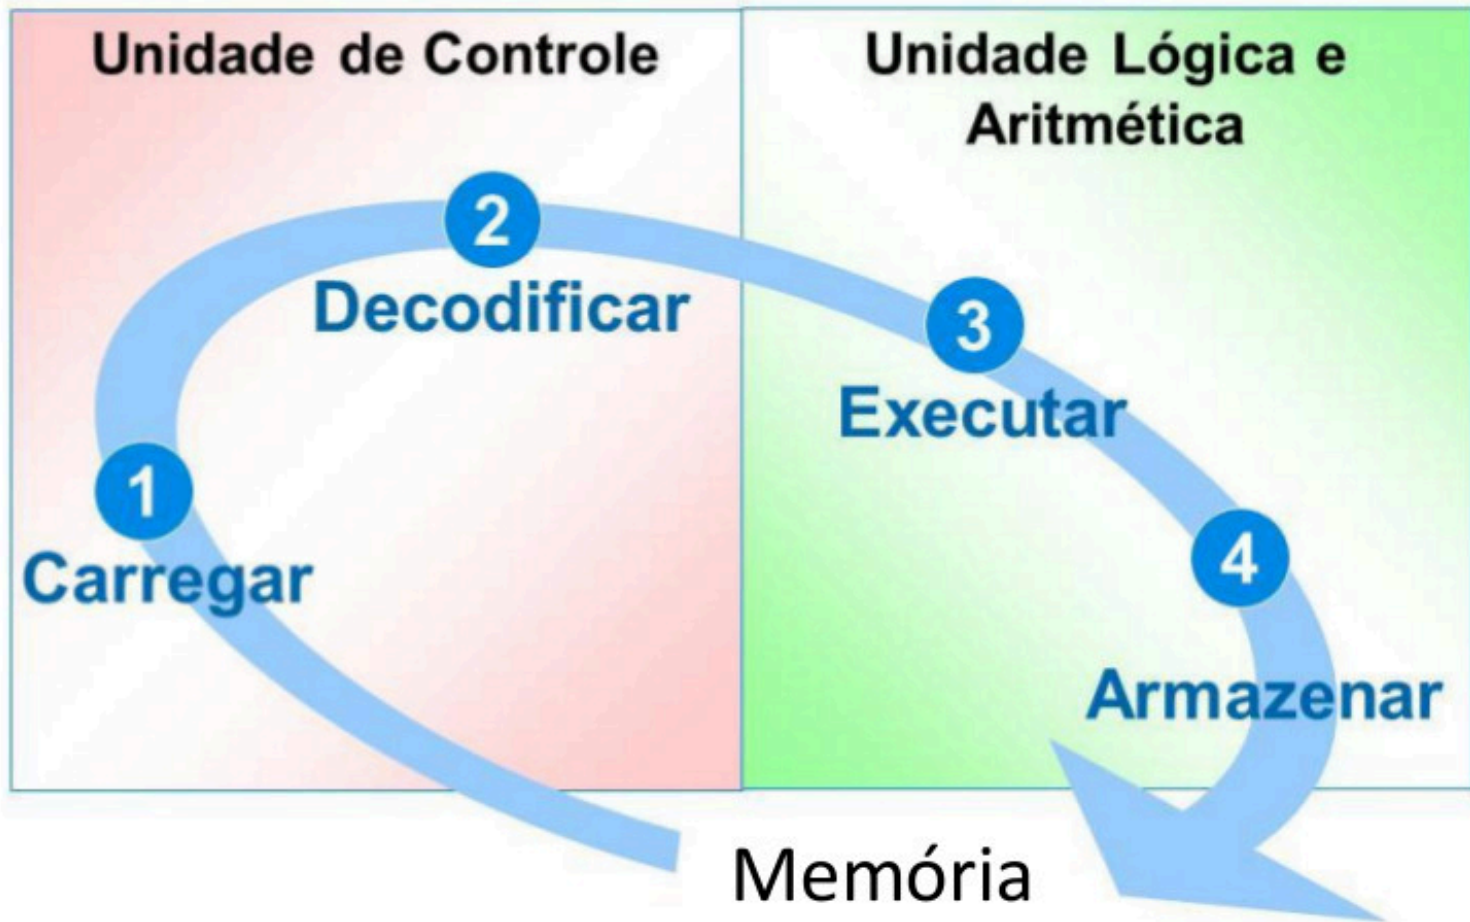 Unidade de Controle
Unidade Lógica e
Aritmética
2
Decodificar
3
Executar
1
Carregar
4
Armazenar
Memória